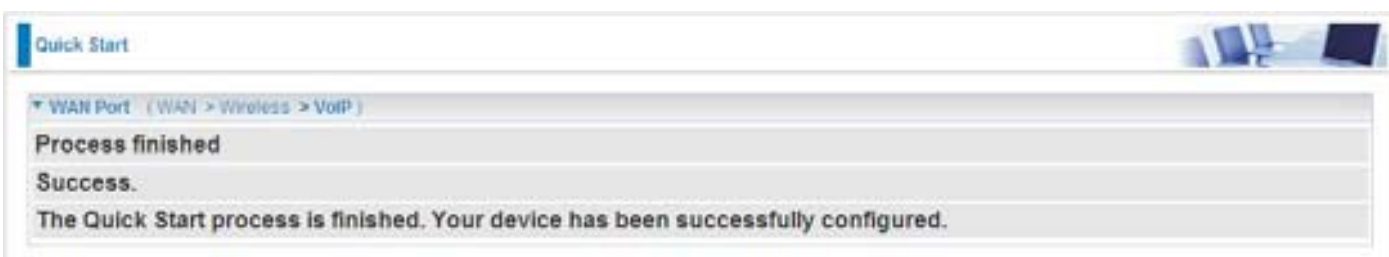 Quick Start
▼ WAN Port ( WAN > Wireless > VoIP )
Process finished
Success.
The Quick Start process is finished. Your device has been successfully configured.